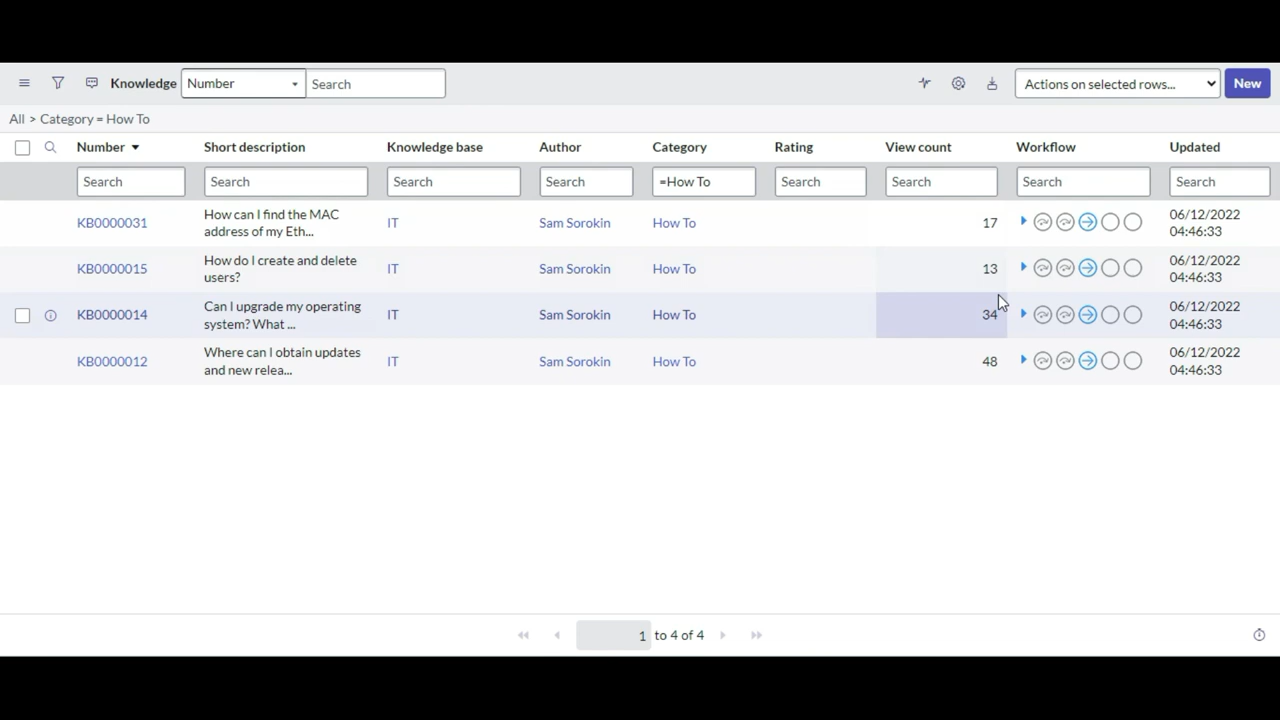 Knowledge Number Search Actions on selected rows... New
All > Category = How To
Number Short description Knowledge base Author Category Rating View count Workflow Updated
Search Search Search Search =How To Search Search Search Search
KB0000031 How can I find the MAC address of my Eth... IT Sam Sorokin How To 17 06/12/2022 04:46:33
KB0000015 How do I create and delete users? IT Sam Sorokin How To 13 06/12/2022 04:46:33
KB0000014 Can I upgrade my operating system? What ... IT Sam Sorokin How To 34 06/12/2022 04:46:33
KB0000012 Where can I obtain updates and new relea... IT Sam Sorokin How To 48 06/12/2022 04:46:33
1 to 4 of 4